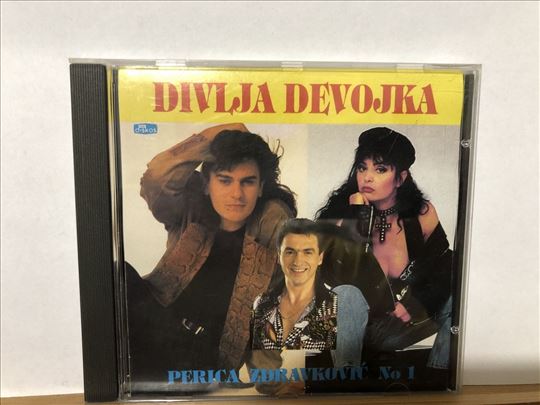 DIVLJA DEVOJKA
diskos
PERICA ZDRAVKOVIĆ No 1